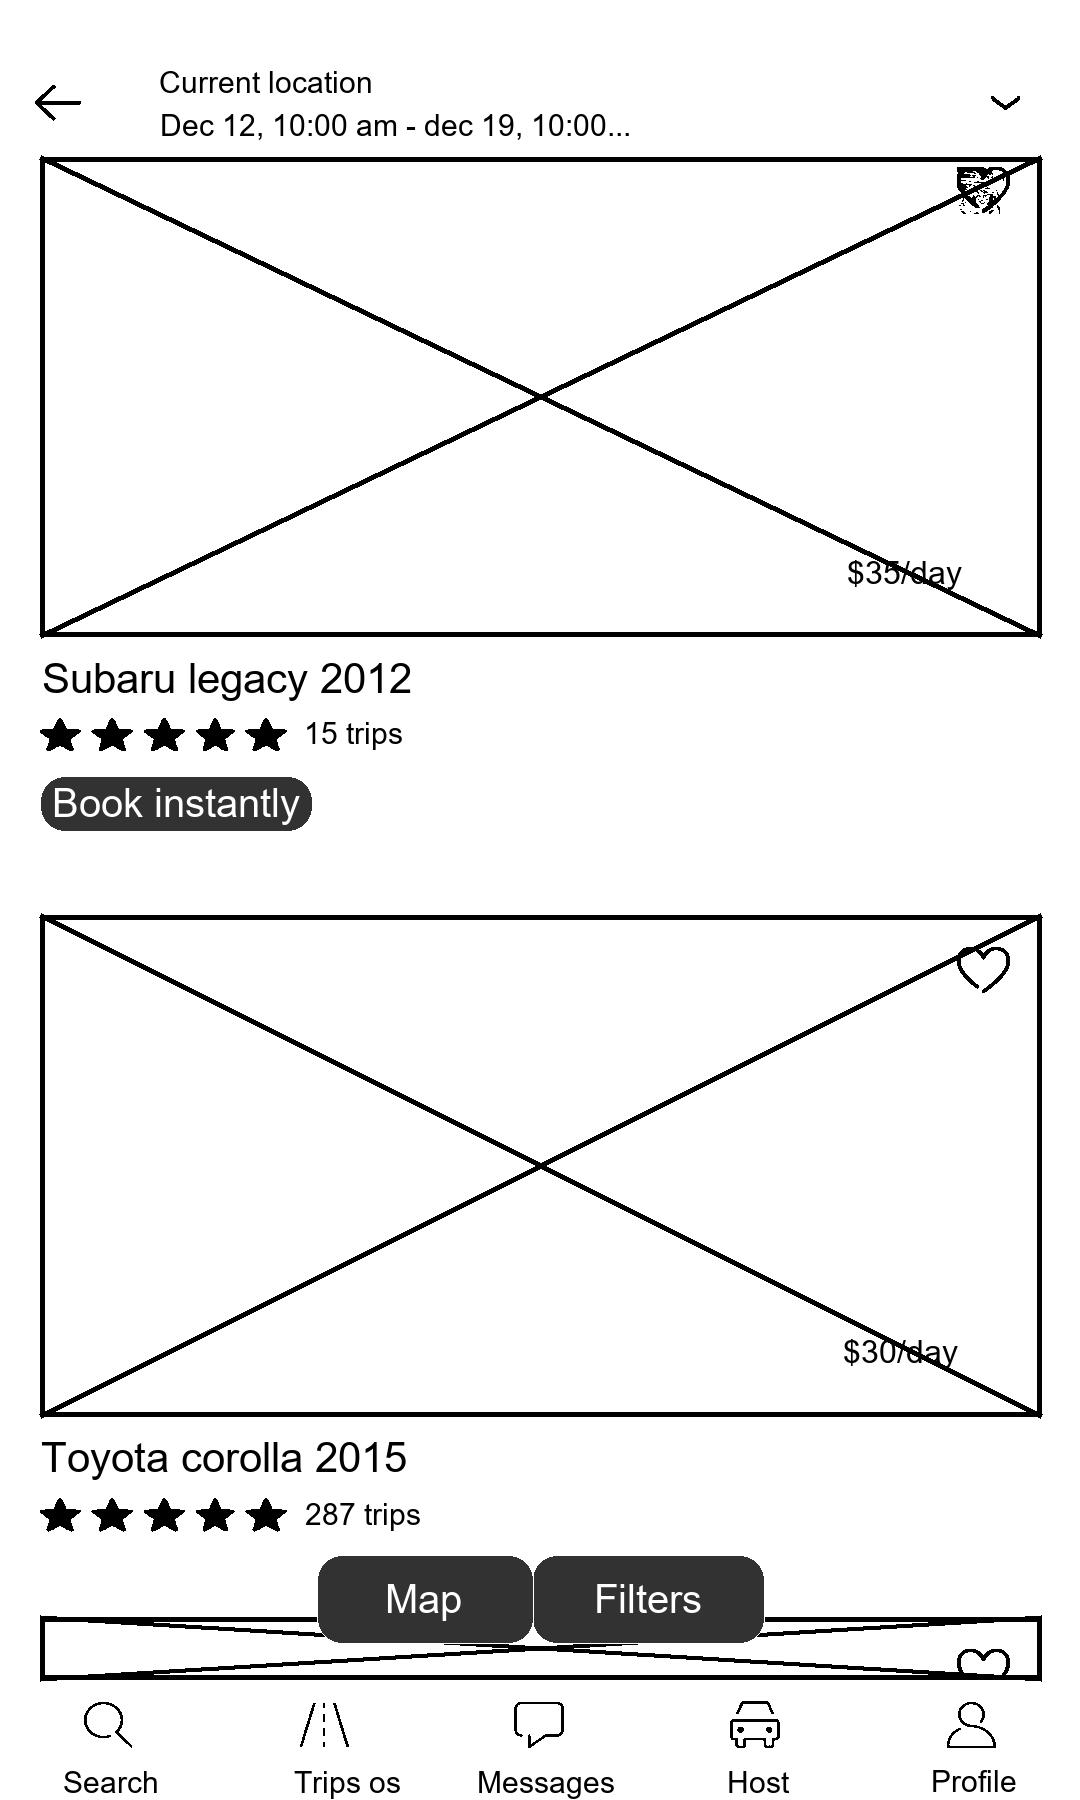 Current location
Dec 12, 10:00 am - dec 19, 10:00...
$35/day
Subaru legacy 2012
15 trips
Book instantly
$30/day
Toyota corolla 2015
287 trips
Map
Filters
Search
Trips os
Messages
Host
Profile